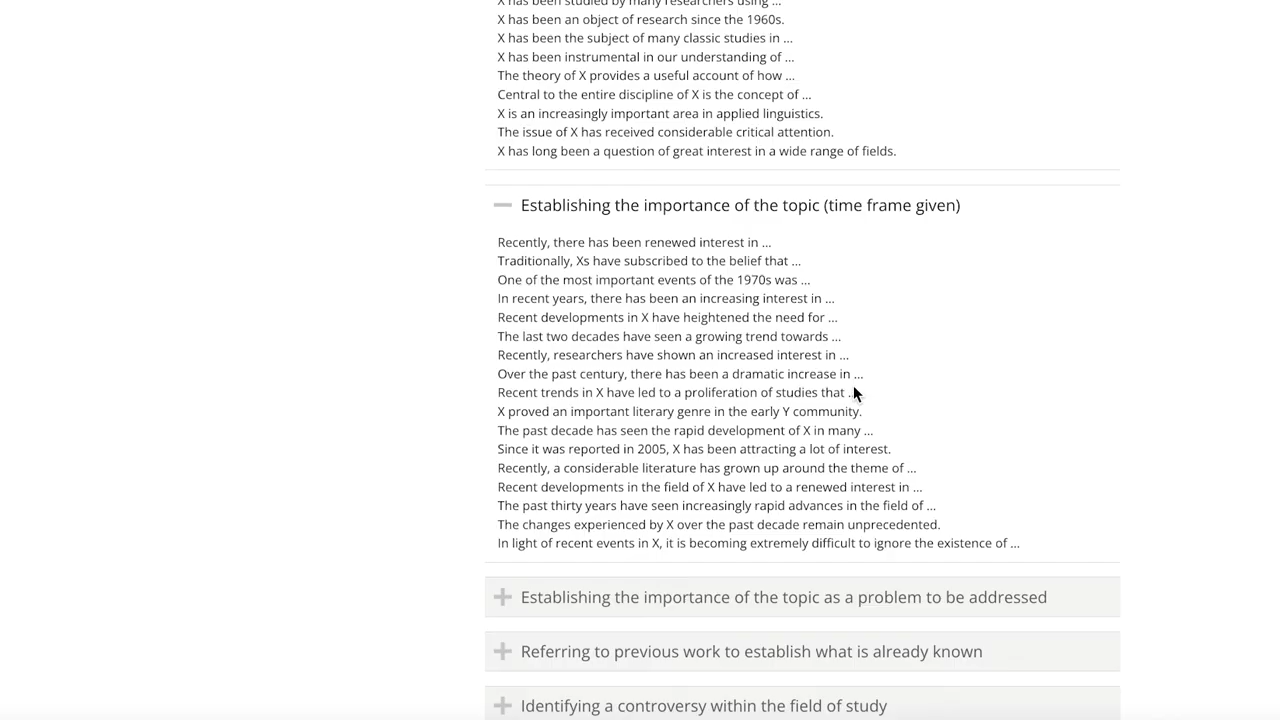 X has been studied by many researchers using ...
X has been an object of research since the 1960s.
X has been the subject of many classic studies in ...
X has been instrumental in our understanding of ...
The theory of X provides a useful account of how ...
Central to the entire discipline of X is the concept of ...
X is an increasingly important area in applied linguistics.
The issue of X has received considerable critical attention.
X has long been a question of great interest in a wide range of fields.
Establishing the importance of the topic (time frame given)
Recently, there has been renewed interest in ...
Traditionally, Xs have subscribed to the belief that ...
One of the most important events of the 1970s was ...
In recent years, there has been an increasing interest in ...
Recent developments in X have heightened the need for ...
The last two decades have seen a growing trend towards ...
Recently, researchers have shown an increased interest in ...
Over the past century, there has been a dramatic increase in ...
Recent trends in X have led to a proliferation of studies that ...
X proved an important literary genre in the early Y community.
The past decade has seen the rapid development of X in many ...
Since it was reported in 2005, X has been attracting a lot of interest.
Recently, a considerable literature has grown up around the theme of ...
Recent developments in the field of X have led to a renewed interest in ...
The past thirty years have seen increasingly rapid advances in the field of ...
The changes experienced by X over the past decade remain unprecedented.
In light of recent events in X, it is becoming extremely difficult to ignore the existence of ...
Establishing the importance of the topic as a problem to be addressed
Referring to previous work to establish what is already known
Identifying a controversy within the field of study